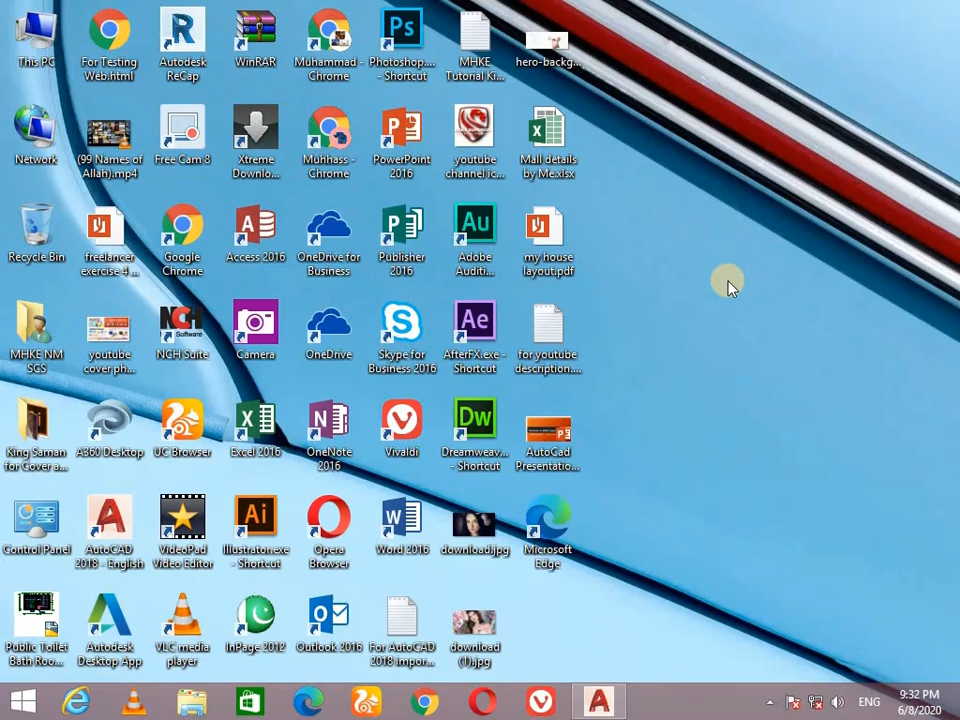 This PC
For Testing
Web.html
Autodesk
ReCap
WinRAR
Muhammad -
Chrome
Photoshop....
- Shortcut
MHKE
Tutorial Ki...
hero-backg...
Network
(99 Names of
Allah).mp4
Free Cam 8
Xtreme
Downlo...
Muhhass -
Chrome
PowerPoint
2016
youtube
channel ic...
Mall details
by Me.xlsx
Recycle Bin
freelancer
exercise 4 ...
Google
Chrome
Access 2016
OneDrive for
Business
Publisher
2016
Adobe
Auditi...
my house
layout.pdf
MHKE NM
SGS
youtube
cover ph...
NCH Suite
Camera
OneDrive
Skype for
Business 2016
AfterFX.exe -
Shortcut
for youtube
description....
King Saman
for Cover a...
A360 Desktop
UC Browser
Excel 2016
OneNote
2016
Vivaldi
Dreamweav...
- Shortcut
AutoCad
Presentatio...
Control Panel
AutoCAD
2018 - English
VideoPad
Video Editor
Illustrator.exe
- Shortcut
Opera
Browser
Word 2016
download.jpg
Microsoft
Edge
Public Toilet
Bath Roo...
Autodesk
Desktop App
VLC media
player
InPage 2012
Outlook 2016
For AutoCAD
2018 impor...
download
(1).jpg
ENG
9:32 PM
6/8/2020